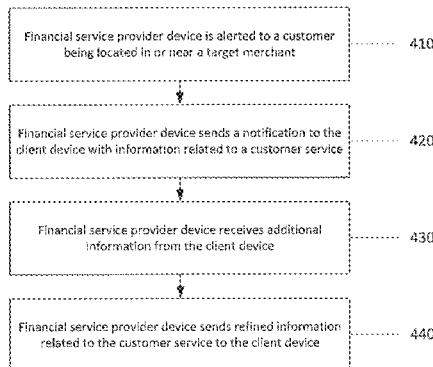 Financial service provider device is alerted to a customer
being located in or near a target merchant
410
Financial service provider device sends a notification to the
client device with information related to a customer service
420
Financial service provider device receives additional
information from the client device
430
Financial service provider device sends refined information
related to the customer service to the client device
440